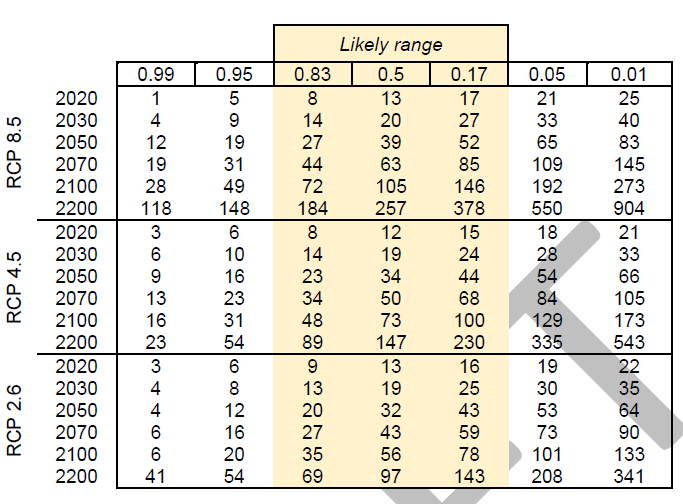 Likely range
0.99 0.95 0.83 0.5 0.17 0.05 0.01
RCP 8.5
2020 1 5 8 13 17 21 25
2030 4 9 14 20 27 33 40
2050 12 19 27 39 52 65 83
2070 19 31 44 63 85 109 145
2100 28 49 72 105 146 192 273
2200 118 148 184 257 378 550 904
RCP 4.5
2020 3 6 8 12 15 18 21
2030 6 10 14 19 24 28 33
2050 9 16 23 34 44 54 66
2070 13 23 34 50 68 84 105
2100 16 31 48 73 100 129 173
2200 23 54 89 147 230 335 543
RCP 2.6
2020 3 6 9 13 16 19 22
2030 4 8 13 19 25 30 35
2050 4 12 20 32 43 53 64
2070 6 16 27 43 59 73 90
2100 6 20 35 56 78 101 133
2200 41 54 69 97 143 208 341